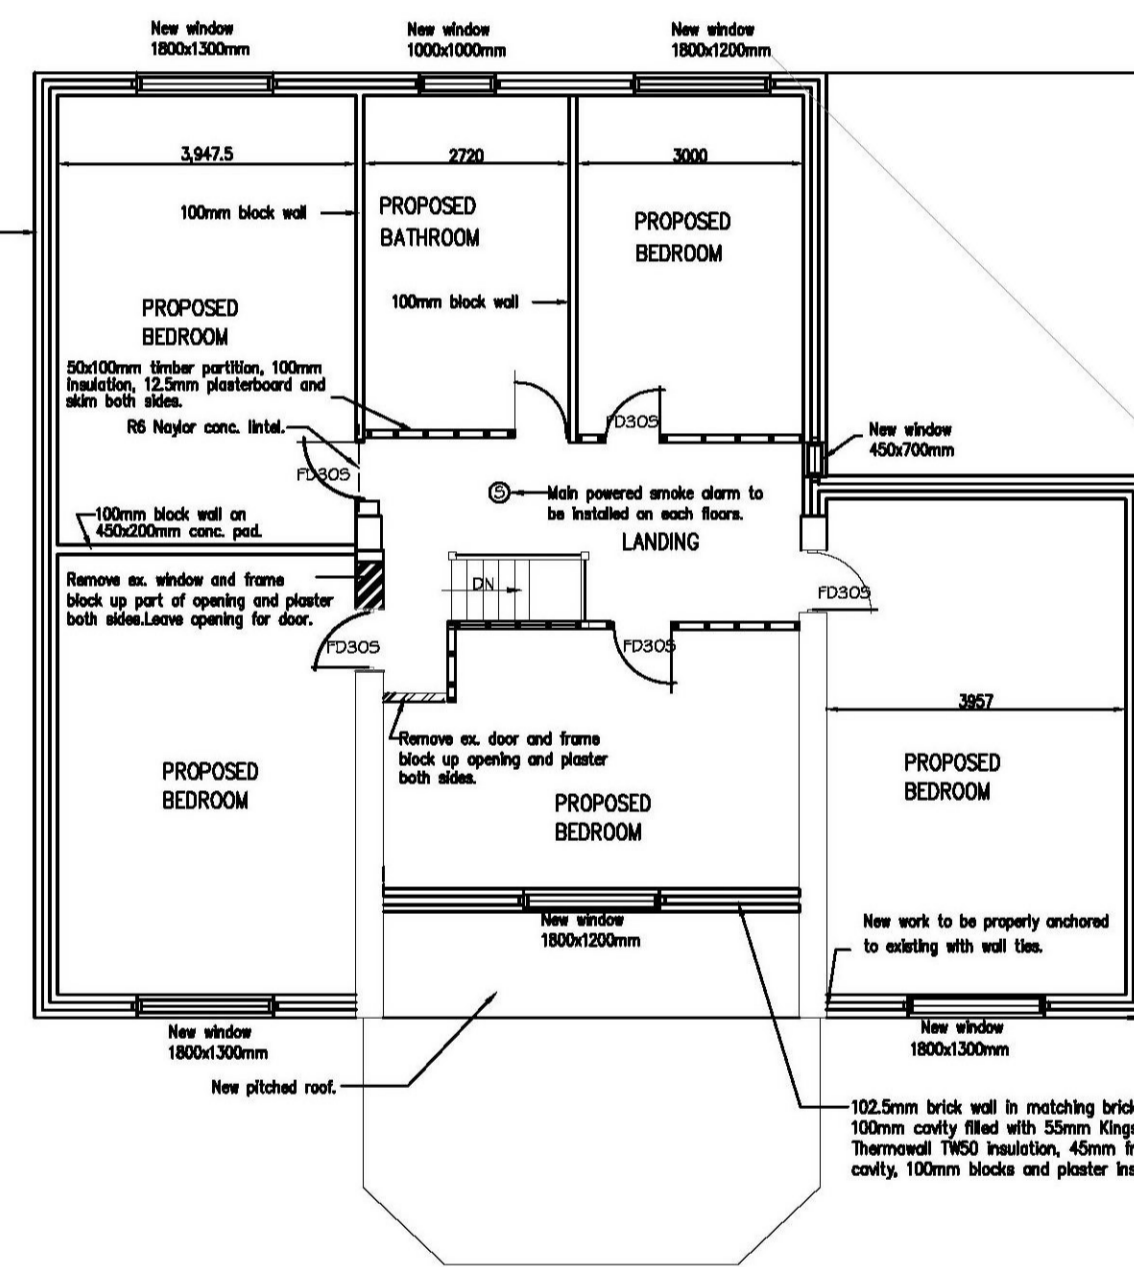 New window
1800x1300mm
New window
1000x1000mm
New window
1800x1200mm
3,947.5
2720
3000
100mm block wall
PROPOSED
BATHROOM
PROPOSED
BEDROOM
100mm block wall
PROPOSED
BEDROOM
50x100mm timber partition, 100mm
insulation, 12.5mm plasterboard and
skim both sides.
R6 Naylor conc. lintel.
FD30S
FD30S
New window
450x700mm
S
Main powered smoke alarm to
be installed on each floors.
LANDING
100mm block wall on
450x200mm conc. pad.
Remove ex. window and frame
block up part of opening and plaster
both sides.Leave opening for door.
DN
FD30S
FD30S
FD30S
3957
Remove ex. door and frame
block up opening and plaster
both sides.
PROPOSED
BEDROOM
PROPOSED
BEDROOM
PROPOSED
BEDROOM
New window
1800x1200mm
New work to be properly anchored
to existing with wall ties.
New window
1800x1300mm
New window
1800x1300mm
New pitched roof.
102.5mm brick wall in matching brick
100mm cavity filled with 55mm Kings
Thermawall TW50 insulation, 45mm fr
cavity, 100mm blocks and plaster ins